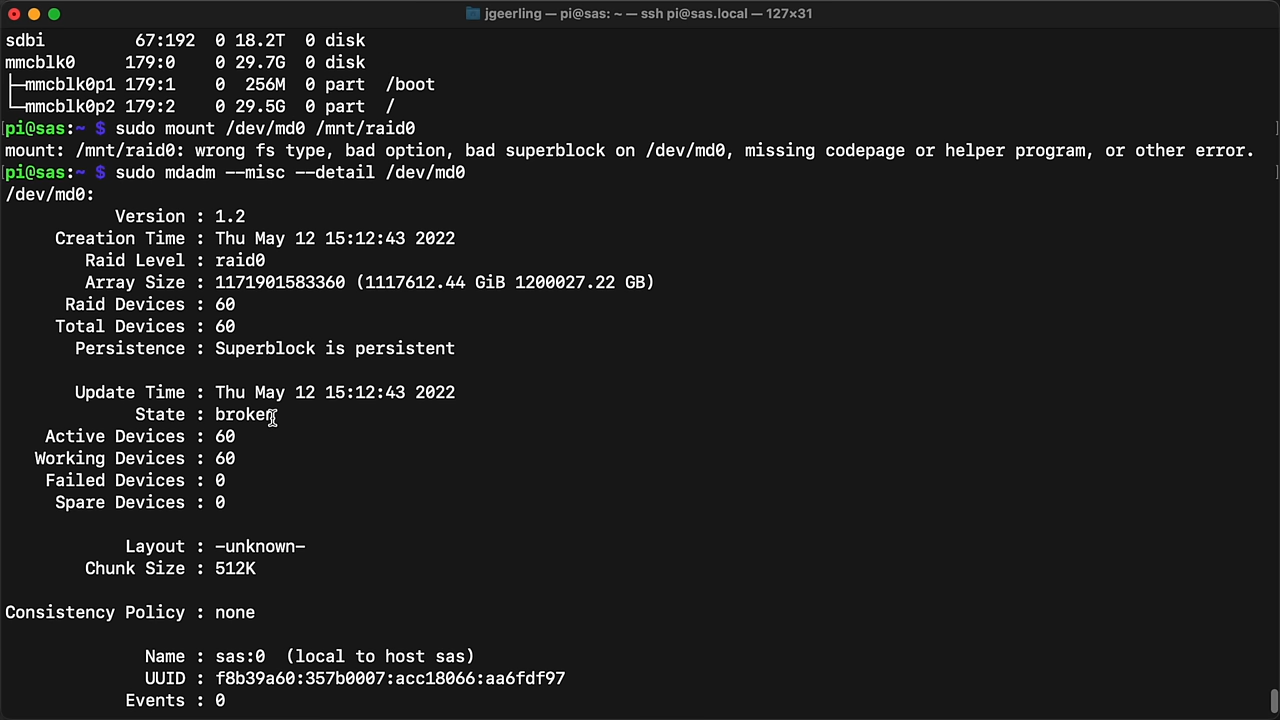 jgeerling — pi@sas: ~ — ssh pi@sas.local — 127×31
sdbi 67:192 0 18.2T 0 disk
mmcblk0 179:0 0 29.7G 0 disk
├─mmcblk0p1 179:1 0 256M 0 part /boot
└─mmcblk0p2 179:2 0 29.5G 0 part /
[pi@sas:~ $ sudo mount /dev/md0 /mnt/raid0 ]
mount: /mnt/raid0: wrong fs type, bad option, bad superblock on /dev/md0, missing codepage or helper program, or other error.
[pi@sas:~ $ sudo mdadm --misc --detail /dev/md0 ]
/dev/md0:
Version : 1.2
Creation Time : Thu May 12 15:12:43 2022
Raid Level : raid0
Array Size : 1171901583360 (1117612.44 GiB 1200027.22 GB)
Raid Devices : 60
Total Devices : 60
Persistence : Superblock is persistent
Update Time : Thu May 12 15:12:43 2022
State : broken
Active Devices : 60
Working Devices : 60
Failed Devices : 0
Spare Devices : 0
Layout : -unknown-
Chunk Size : 512K
Consistency Policy : none
Name : sas:0 (local to host sas)
UUID : f8b39a60:357b0007:acc18066:aa6fdf97
Events : 0